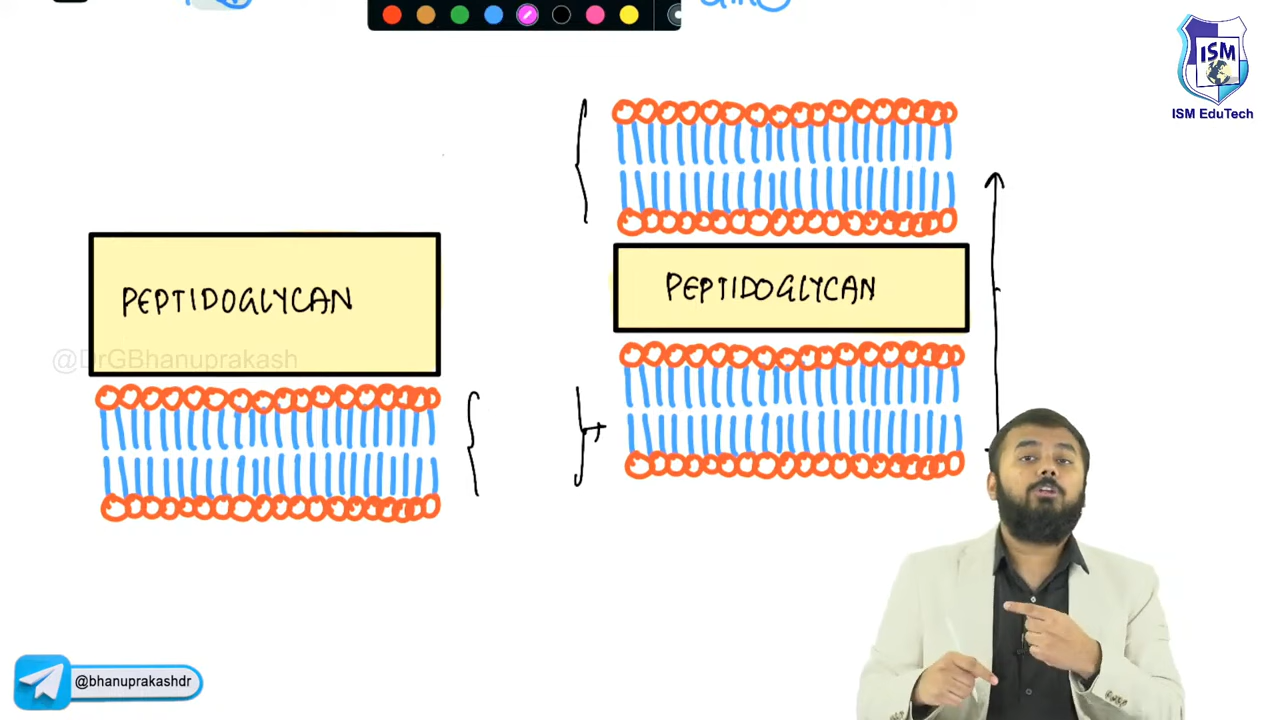 ISM
ISM EduTech
PEPTIDOGLYCAN
PEPTIDOGLYCAN
@DrGBhanuprakash
@bhanuprakashdr